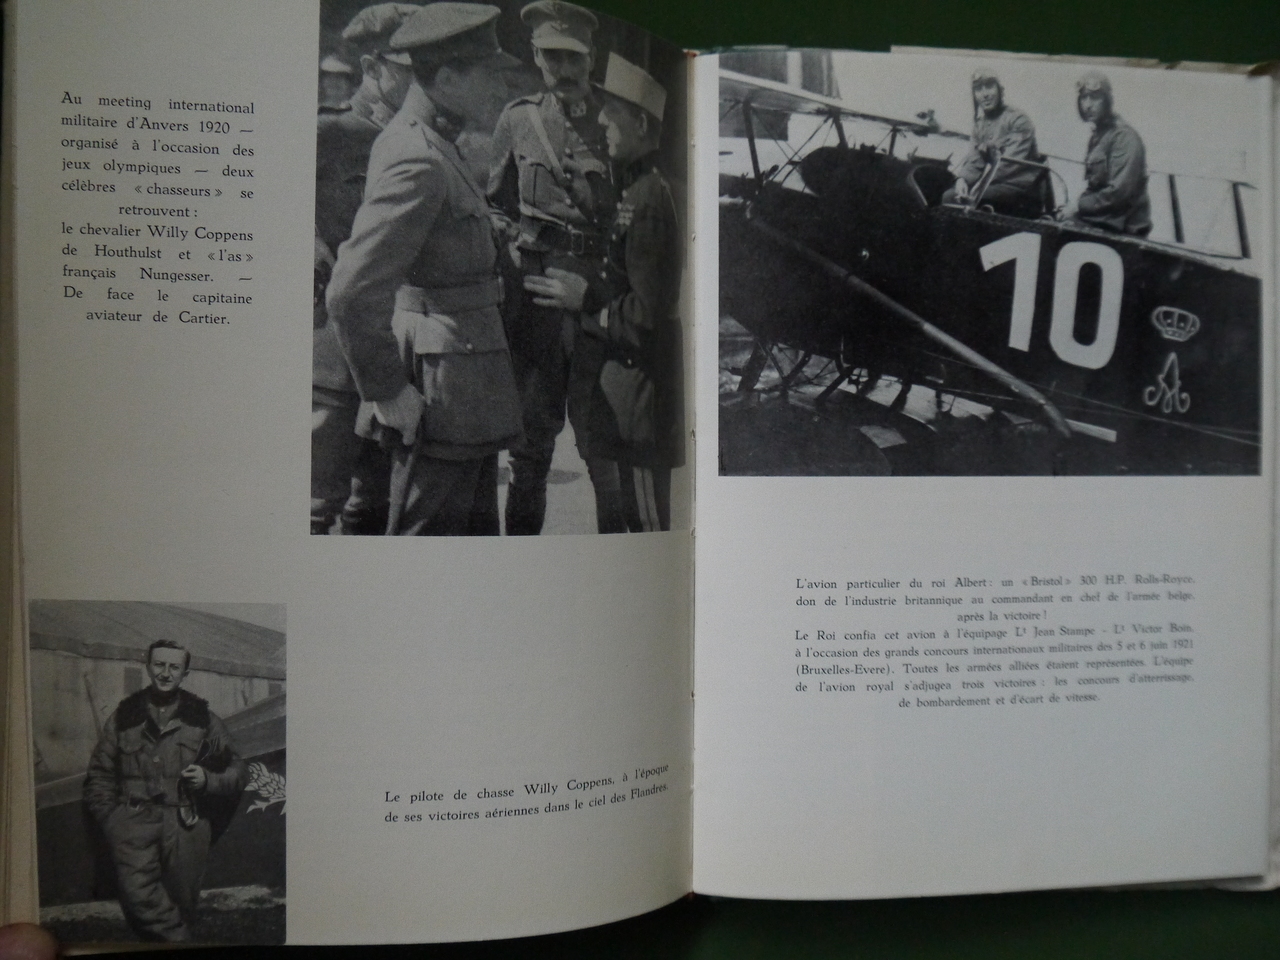 Au meeting international
militaire d'Anvers 1920 —
organisé à l'occasion des
jeux olympiques — deux
célèbres « chasseurs » se
retrouvent :
le chevalier Willy Coppens
de Houthulst et « l'as »
français Nungesser. —
De face le capitaine
aviateur de Cartier.
Le pilote de chasse Willy Coppens, à l'époque
de ses victoires aériennes dans le ciel des Flandres.
10
A
L'avion particulier du roi Albert : un « Bristol » 300 H.P. Rolls-Royce,
don de l'industrie britannique au commandant en chef de l'armée belge,
après la victoire !
Le Roi confia cet avion à l'équipage Lt Jean Stampe - Lt Victor Boin,
à l'occasion des grands concours internationaux militaires des 5 et 6 juin 1921
(Bruxelles-Evere). Toutes les armées alliées étaient représentées. L'équipe
de l'avion royal s'adjugea trois victoires : les concours d'atterrissage,
de bombardement et d'écart de vitesse.